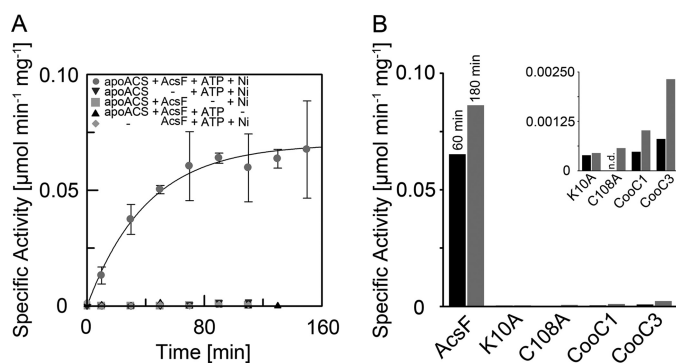 A
Specific Activity [µmol min⁻¹ mg⁻¹]
0.10
0.05
0
0 80 160
Time [min]
apoACS + AcsF + ATP + Ni
apoACS - + ATP + Ni
apoACS + AcsF - + Ni
apoACS + AcsF + ATP -
- AcsF + ATP + Ni
B
Specific Activity [µmol min⁻¹ mg⁻¹]
0.10
0.05
0
60 min
180 min
AcsF K10A C108A CooC1 CooC3
0.00250
0.00125
0
n.d.
K10A C108A CooC1 CooC3